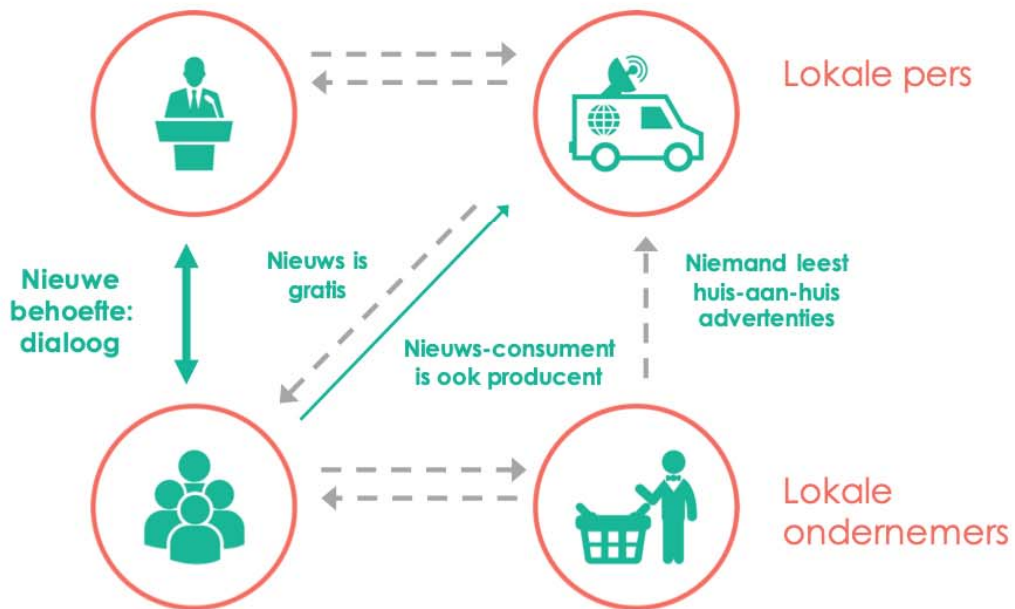 Lokale pers
Nieuwe
behoefte:
dialoog
Nieuws is
gratis
Niemand leest
huis-aan-huis
advertenties
Nieuws-consument
is ook producent
Lokale
ondernemers